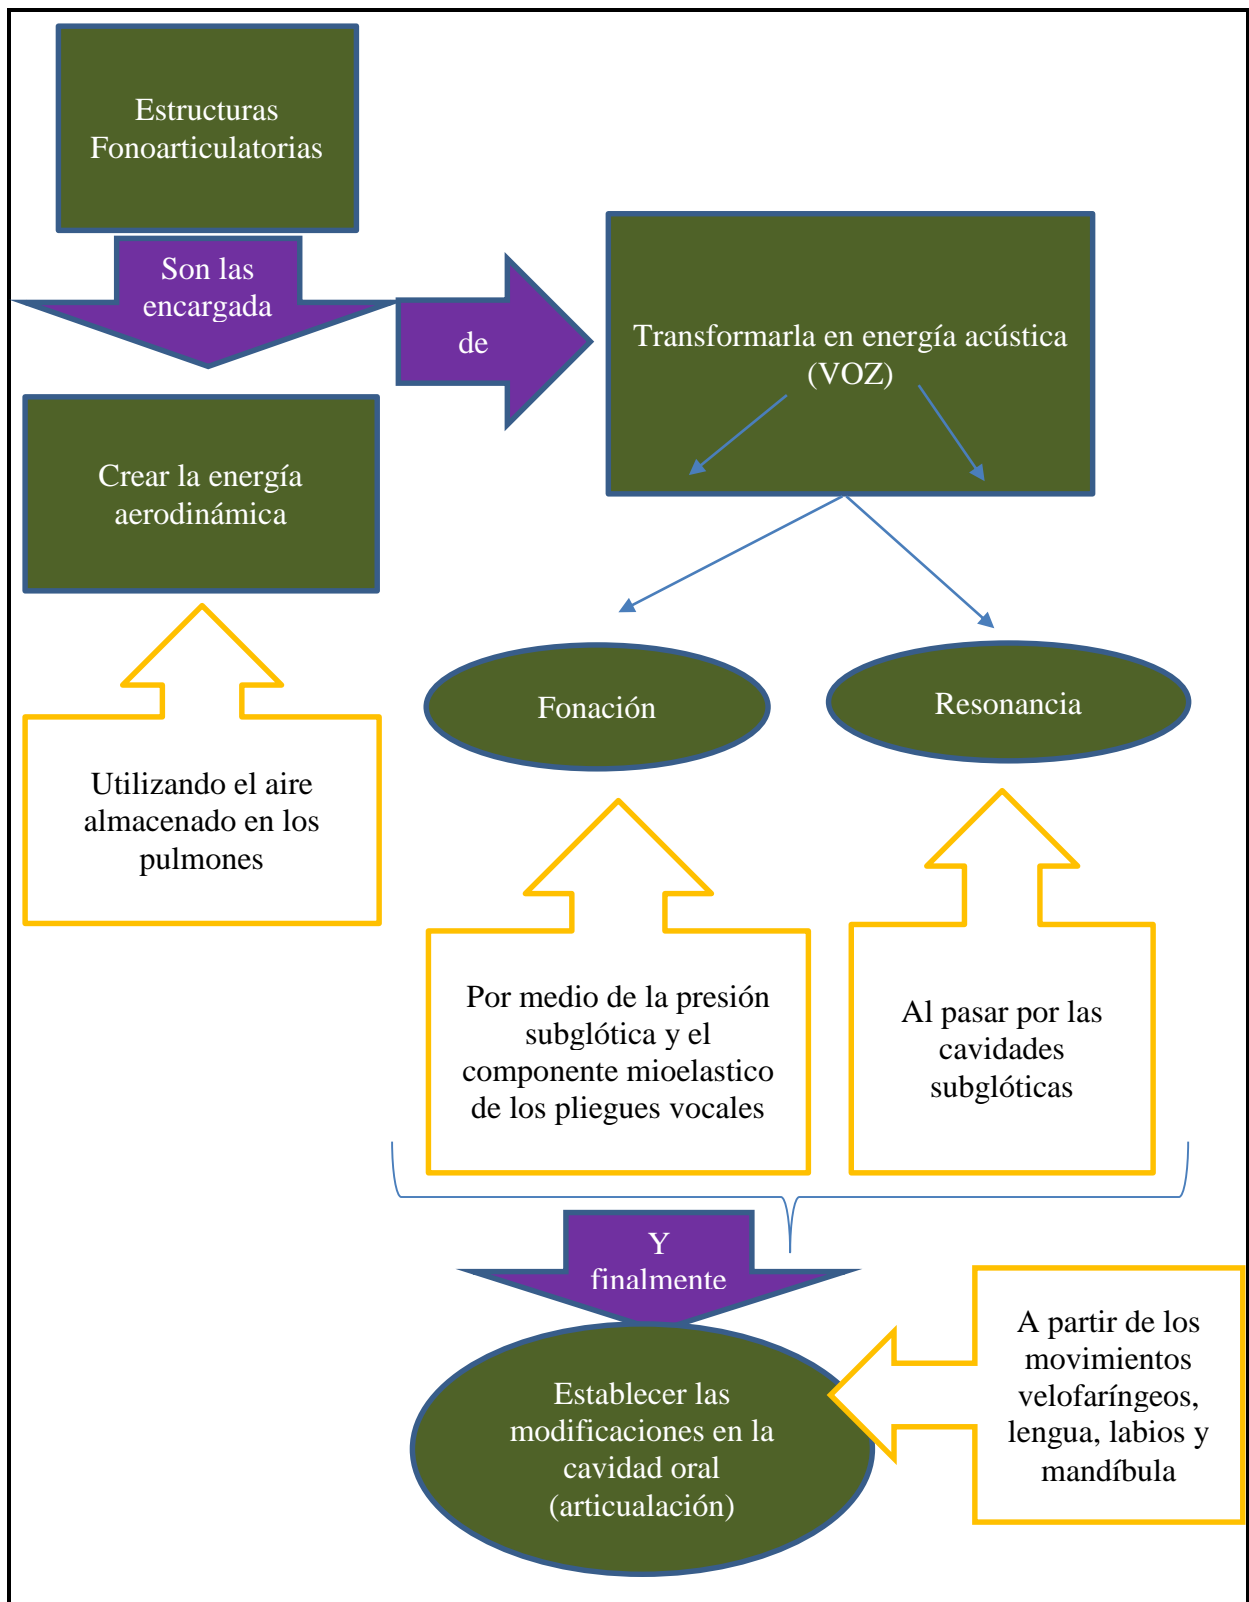 Estructuras
Fonoarticulatorias
Son las
encargada
de
Transformarla en energía acústica
(VOZ)
Crear la energía
aerodinámica
Utilizando el aire
almacenado en los
pulmones
Fonación
Resonancia
Por medio de la presión
subglótica y el
componente mioelastico
de los pliegues vocales
Al pasar por las
cavidades
subglóticas
Y
finalmente
Establecer las
modificaciones en la
cavidad oral
(articualación)
A partir de los
movimientos
velofaríngeos,
lengua, labios y
mandíbula